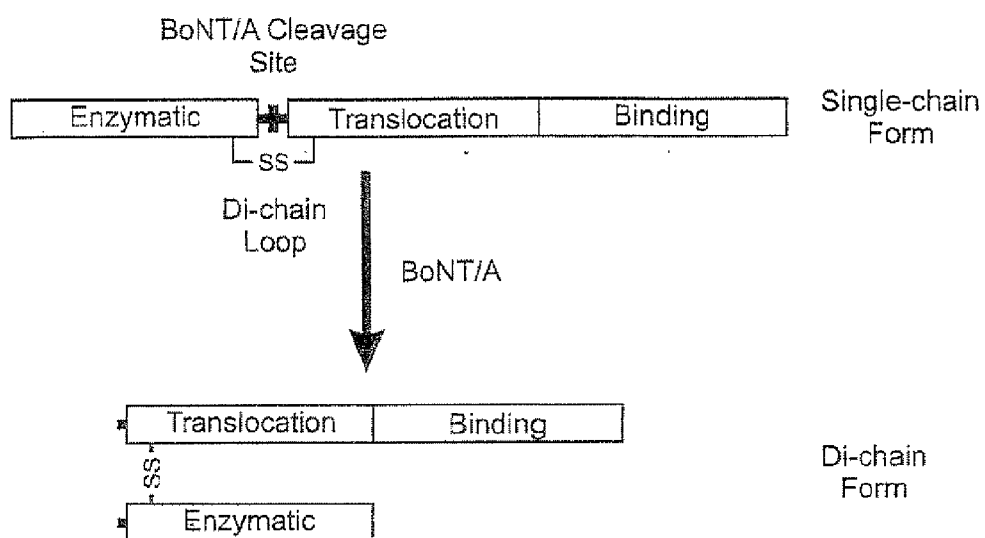 BoNT/A Cleavage
Site
Enzymatic
Translocation
Binding
Single-chain
Form
SS
Di-chain
Loop
BoNT/A
Translocation
Binding
SS
Di-chain
Form
Enzymatic